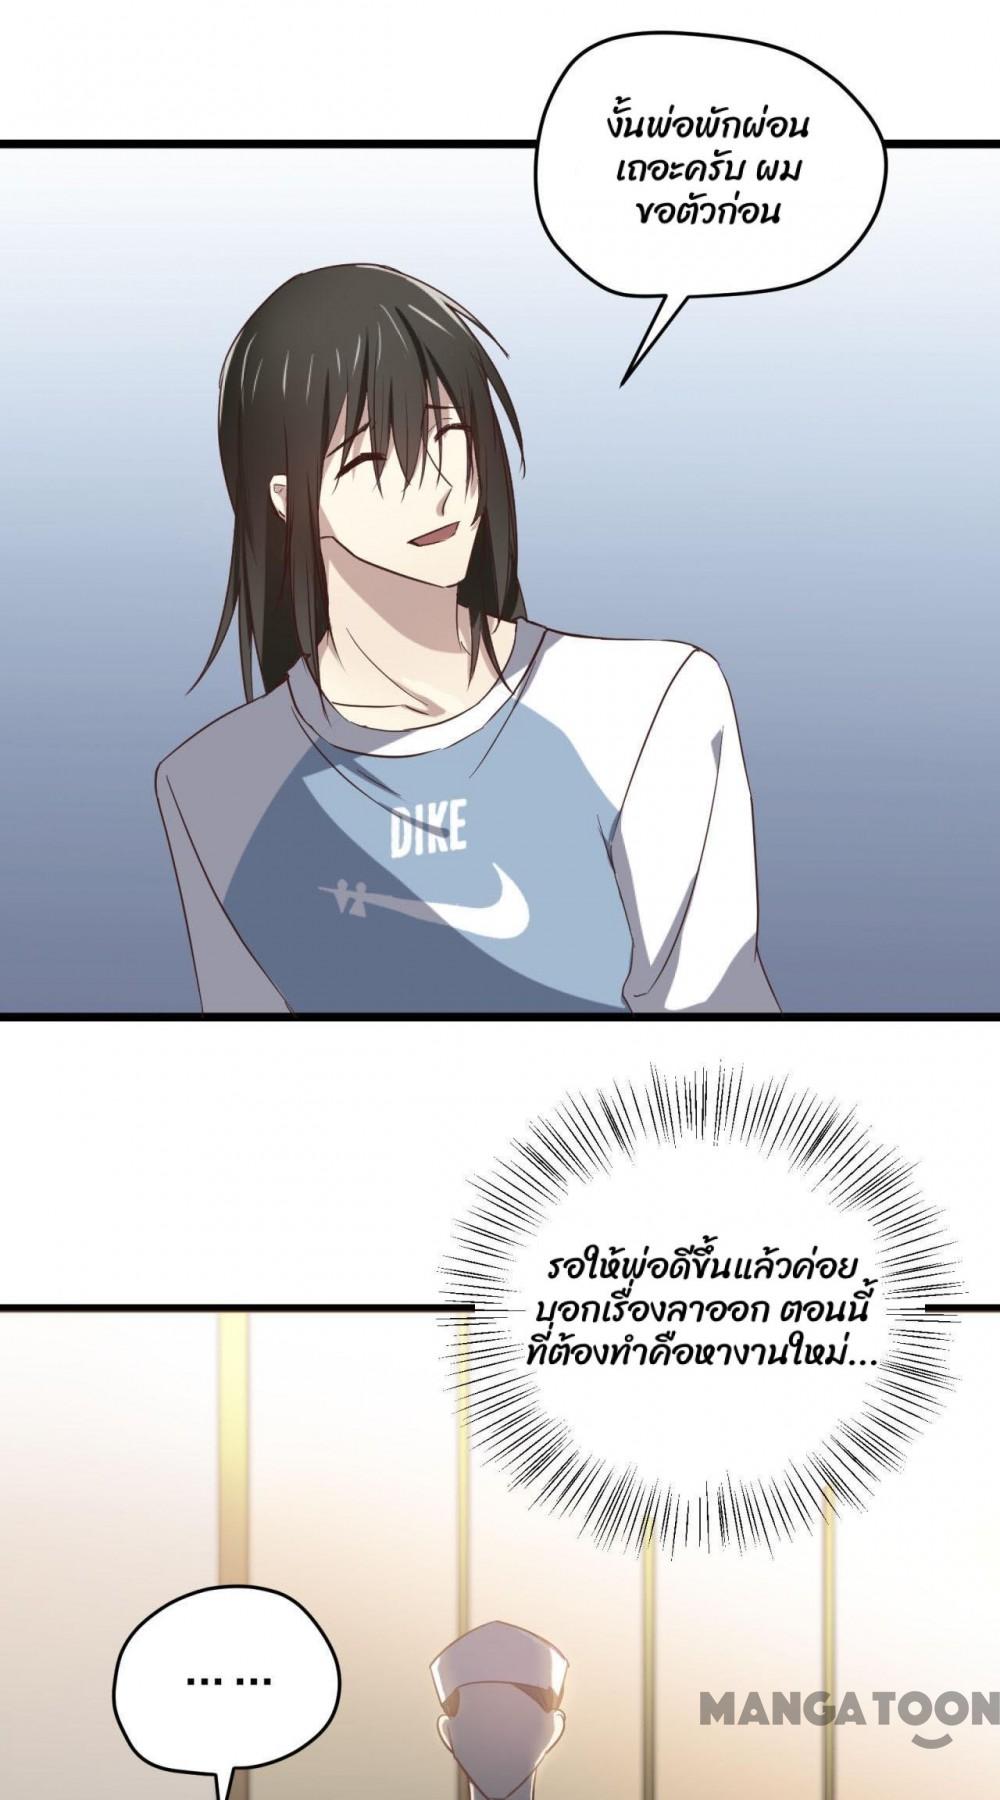 งั้นพ่อพักผ่อน
เถอะครับ ผม
ขอตัวก่อน
DIKE
รอให้พ่อดีขึ้นแล้วค่อย
บอกเรื่องลาออก ตอนนี้
ที่ต้องทำคือหางานใหม่...
... ...
MANGATOON